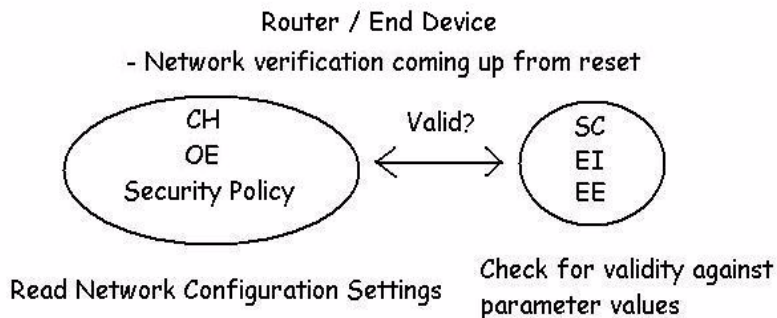 Router / End Device
- Network verification coming up from reset
CH
OE
Security Policy
Valid?
SC
EI
EE
Read Network Configuration Settings
Check for validity against
parameter values